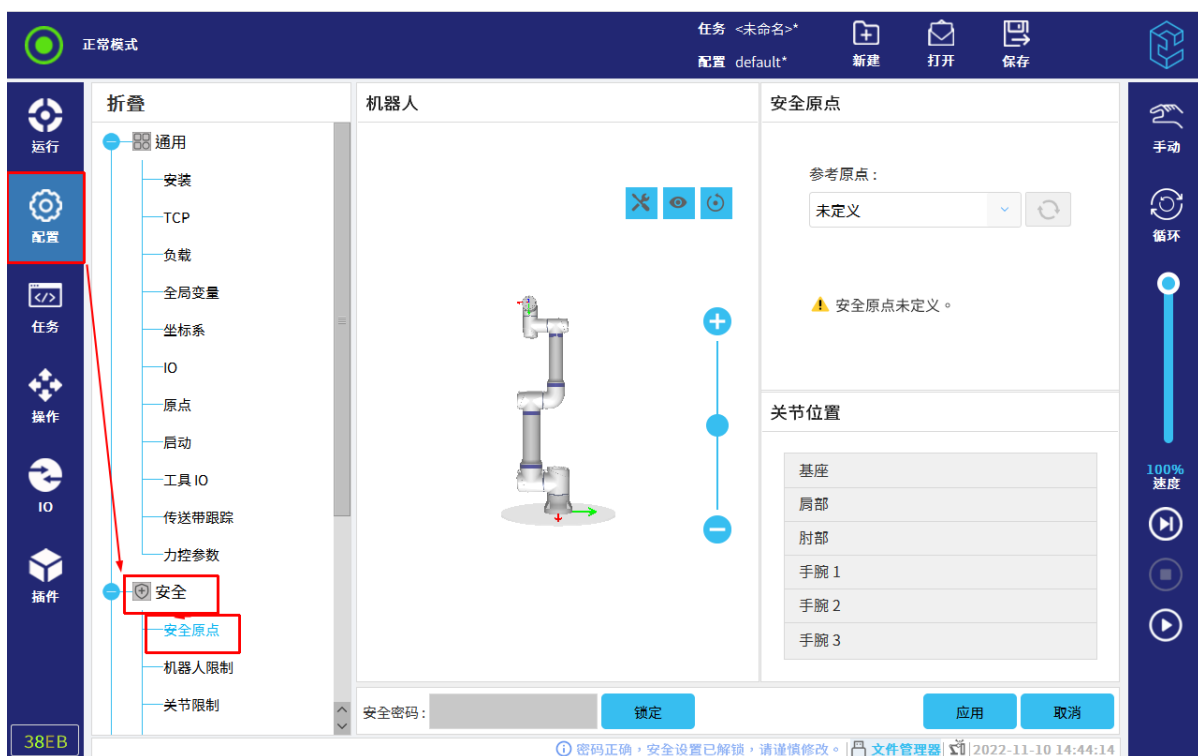 正常模式
任务 <未命名>*
配置 default*
新建
打开
保存
运行
配置
任务
操作
IO
插件
38EB
折叠
通用
安装
TCP
负载
全局变量
坐标系
IO
原点
启动
工具 IO
传送带跟踪
力控参数
安全
安全原点
机器人限制
关节限制
机器人
安全原点
参考原点 :
未定义
安全原点未定义。
关节位置
基座
肩部
肘部
手腕 1
手腕 2
手腕 3
安全密码 :
锁定
应用
取消
密码正确，安全设置已解锁，请谨慎修改。
文件管理器
2022-11-10 14:44:14
手动
循环
100%
速度